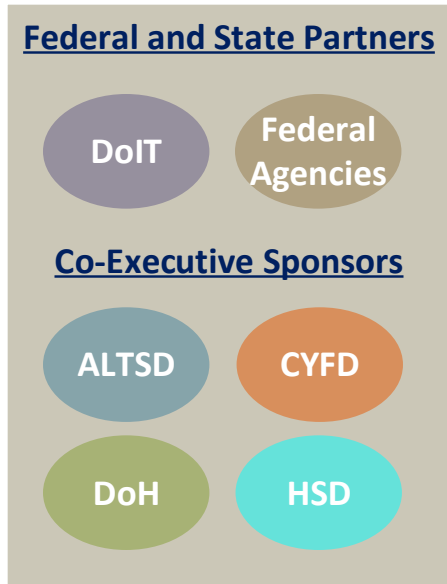 Federal and State Partners
DoIT
Federal
Agencies
Co-Executive Sponsors
ALTSD
CYFD
DoH
HSD